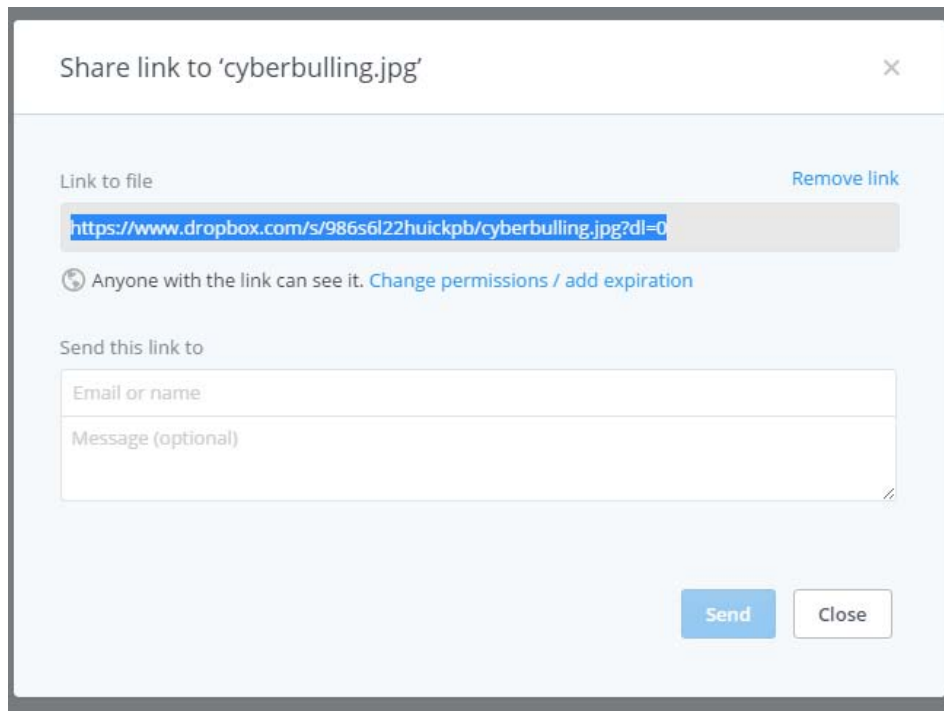 Share link to ‘cyberbulling.jpg’
Link to file
Remove link
https://www.dropbox.com/s/986s6l22huickpb/cyberbulling.jpg?dl=0
Anyone with the link can see it. Change permissions / add expiration
Send this link to
Email or name
Message (optional)
Send
Close